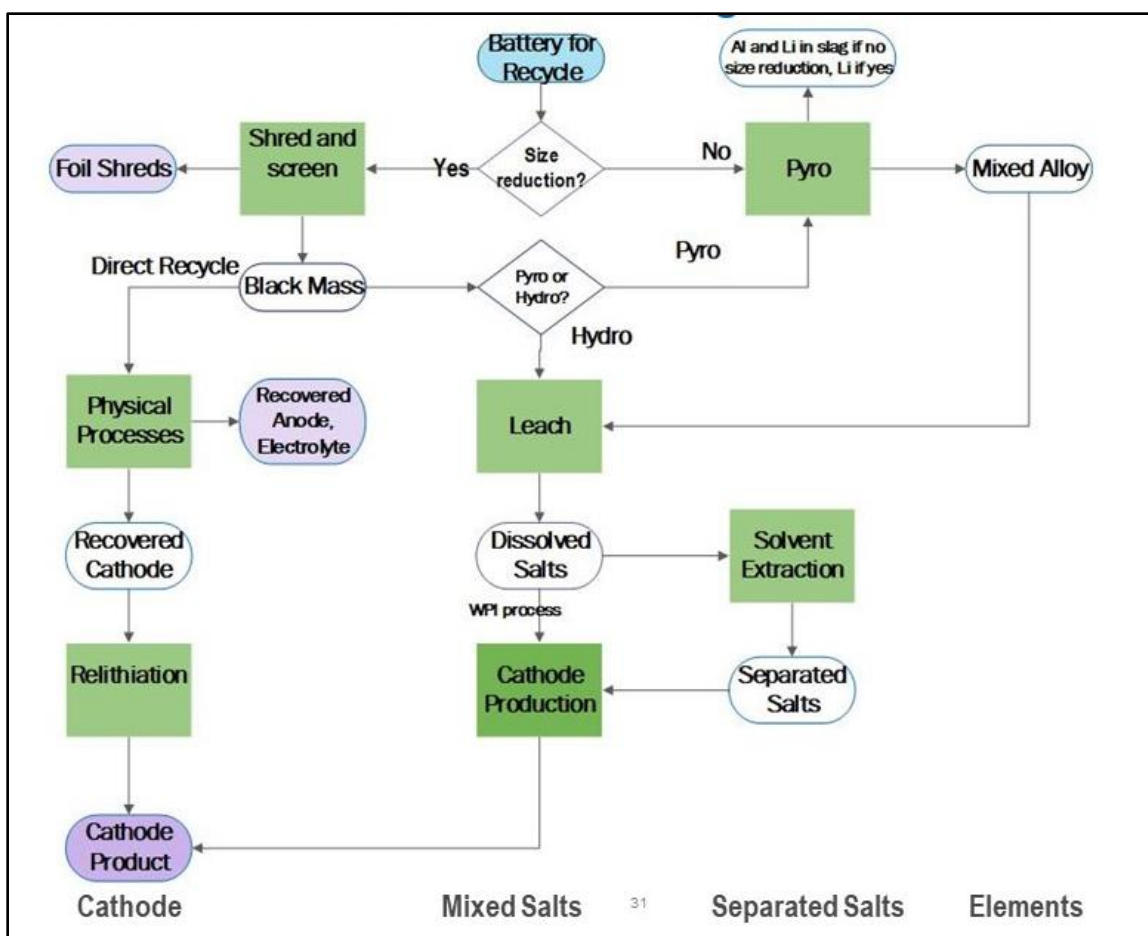 Battery for
Recycle
Al and Li in slag if no
size reduction, Li if yes
Shred and
screen
Foil Shreds
Yes
Size
reduction?
No
Pyro
Mixed Alloy
Direct Recycle
Black Mass
Pyro or
Hydro?
Pyro
Hydro
Physical
Processes
Recovered
Anode,
Electrolyte
Leach
Recovered
Cathode
Dissolved
Salts
Solvent
Extraction
WPI process
Relithiation
Cathode
Production
Separated
Salts
Cathode
Product
Cathode
Mixed Salts
31
Separated Salts
Elements